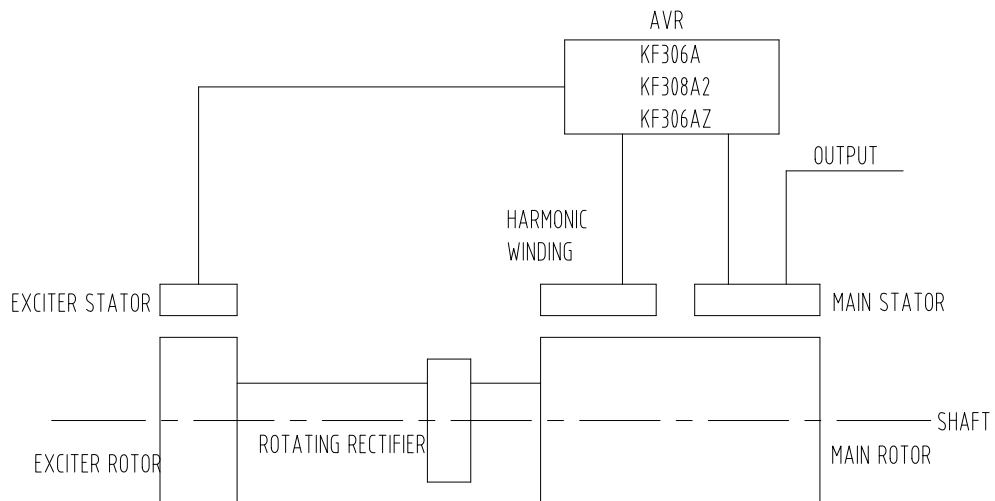 AVR
KF306A
KF308A2
KF306AZ
OUTPUT
HARMONIC
WINDING
EXCITER STATOR
MAIN STATOR
SHAFT
ROTATING RECTIFIER
EXCITER ROTOR
MAIN ROTOR